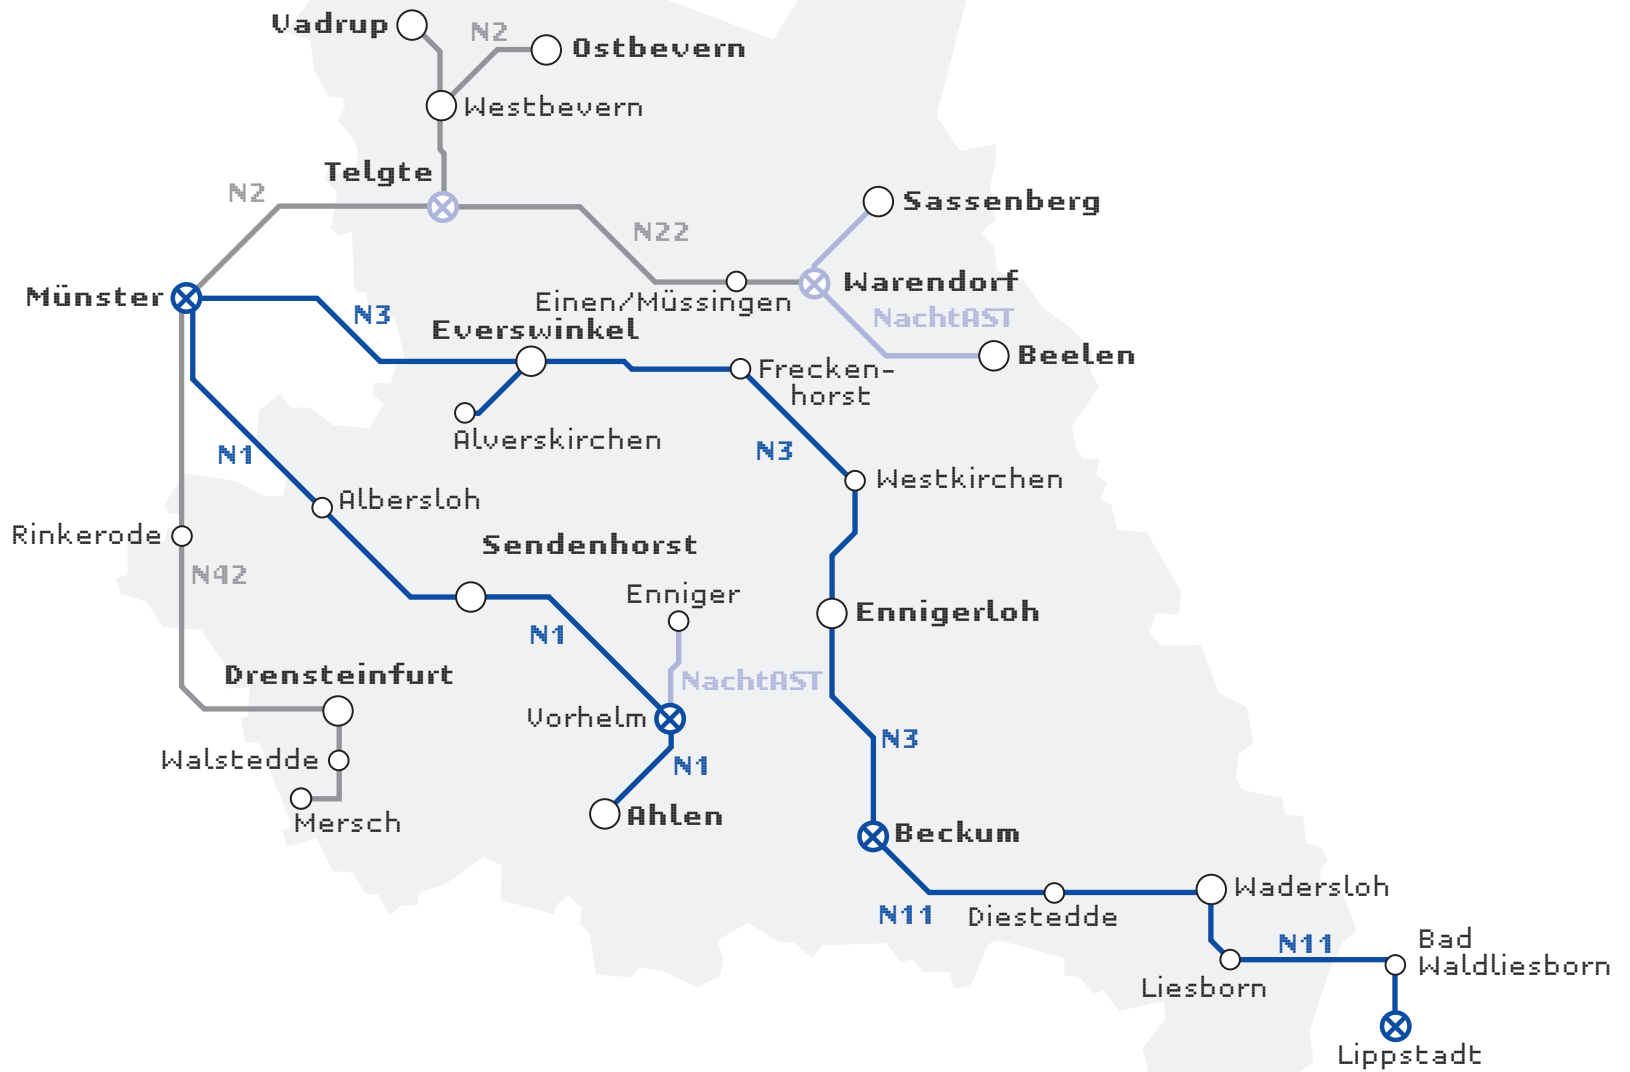 Vadrup
N2
Ostbevern
Westbevern
Telgte
N2
Sassenberg
N22
Warendorf
Münster
Einen/Müssingen
N3
NachtAST
Everswinkel
Beelen
Frecken-
horst
Alverskirchen
N1
N3
Westkirchen
Albersloh
Rinkerode
Sendenhorst
N42
Enniger
Ennigerloh
N1
Drensteinfurt
NachtAST
Vorhelm
N3
Walstedde
N1
Ahlen
Mersch
Beckum
Wadersloh
N11
Diestedde
N11
Bad
Waldliesborn
Liesborn
Lippstadt